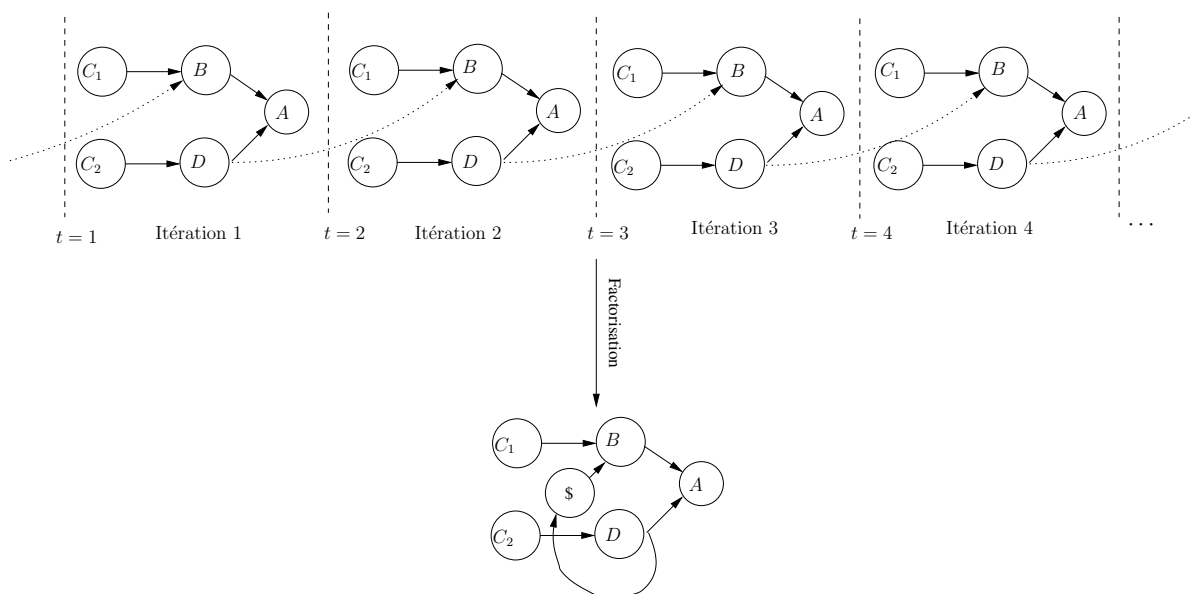 C₁ B C₁ B C₁ B C₁ B
A A A A
C₂ D C₂ D C₂ D C₂ D
t = 1 Itération 1 t = 2 Itération 2 t = 3 Itération 3 t = 4 Itération 4 ...
Factorisation
C₁ B
$ A
C₂ D